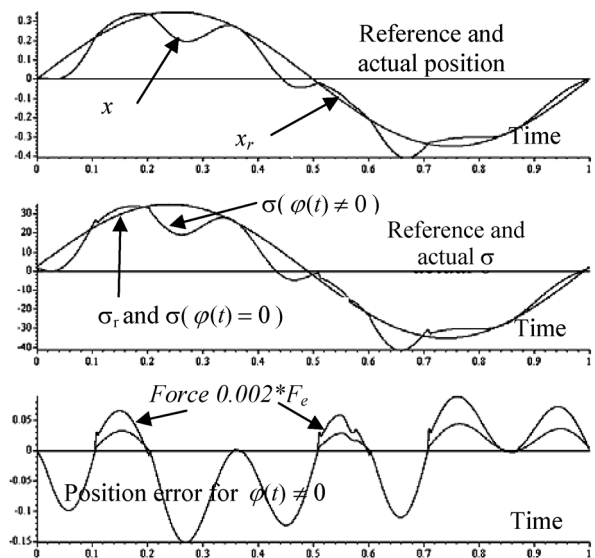 0.3
0.2
0.1
0.0
-0.1
-0.2
-0.3
-0.4
Reference and
actual position
x
x_r
Time
0 0.1 0.2 0.3 0.4 0.5 0.6 0.7 0.8 0.9 1
30
20
10
0
-10
-20
-30
-40
σ( φ(t) ≠ 0 )
Reference and
actual σ
σ_r and σ( φ(t) = 0 )
Time
0 0.1 0.2 0.3 0.4 0.5 0.6 0.7 0.8 0.9 1
0.05
0
-0.05
-0.1
-0.15
Force 0.002*F_e
Position error for φ(t) ≠ 0
Time
0 0.1 0.2 0.3 0.4 0.5 0.6 0.7 0.8 0.9 1